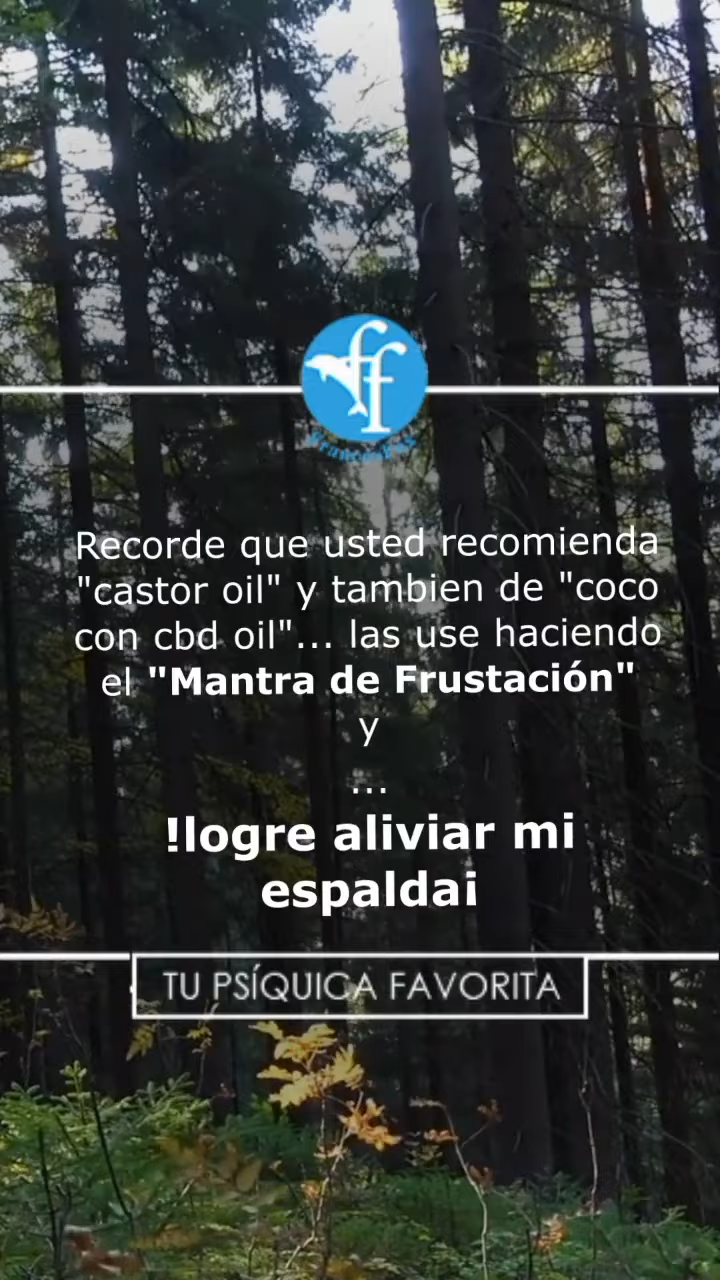 ff
Recorde que usted recomienda
"castor oil" y tambien de "coco
con cbd oil"... las use haciendo
el "Mantra de Frustación"
y
...
!logre aliviar mi
espaldai
TU PSÍQUICA FAVORITA